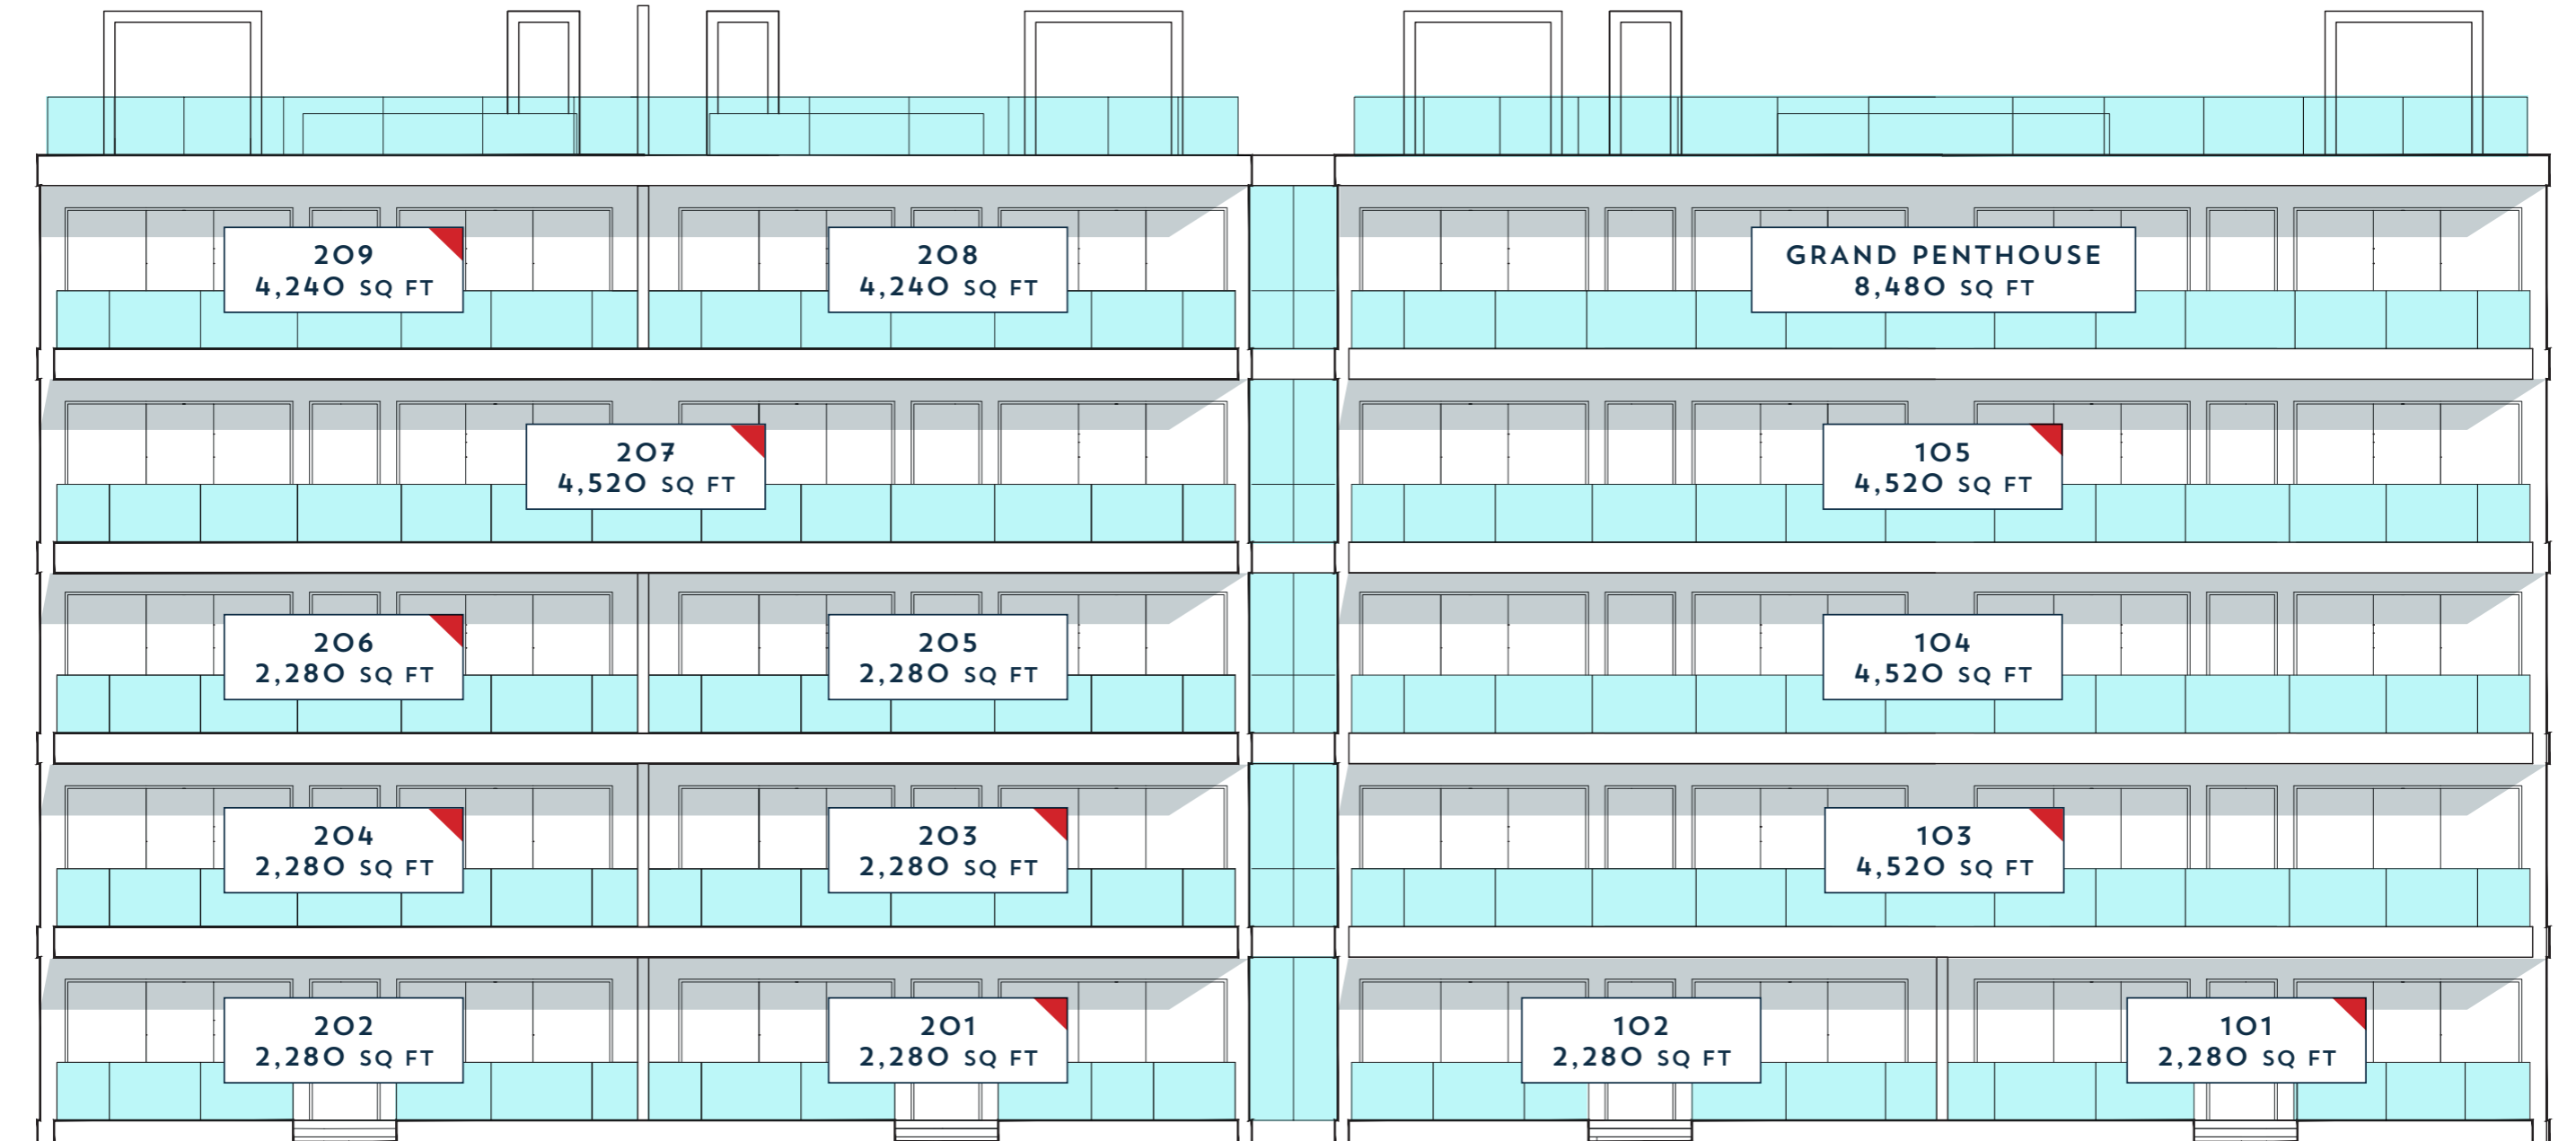 209
4,240 SQ FT
208
4,240 SQ FT
GRAND PENTHOUSE
8,480 SQ FT
207
4,520 SQ FT
105
4,520 SQ FT
206
2,280 SQ FT
205
2,280 SQ FT
104
4,520 SQ FT
204
2,280 SQ FT
203
2,280 SQ FT
103
4,520 SQ FT
202
2,280 SQ FT
201
2,280 SQ FT
102
2,280 SQ FT
101
2,280 SQ FT